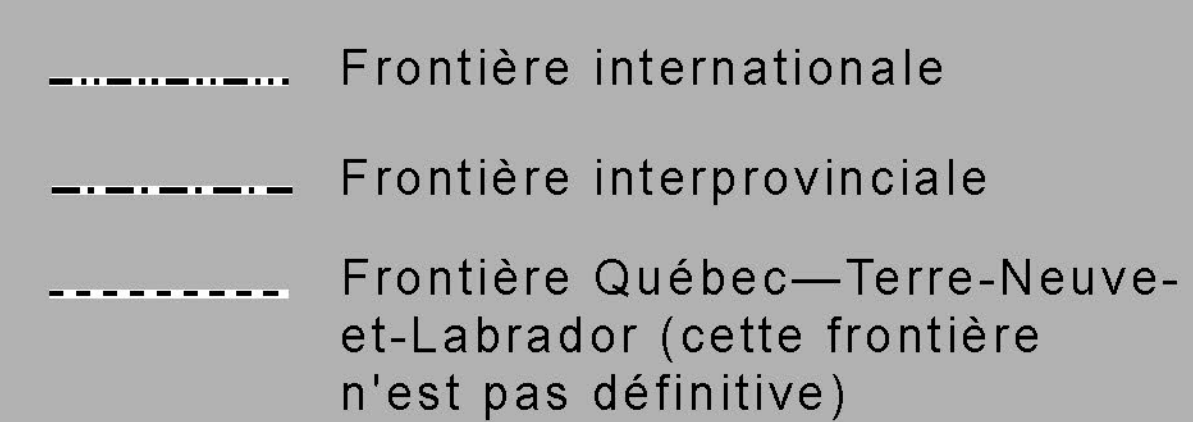 Frontière internationale
Frontière interprovinciale
Frontière Québec—Terre-Neuve-
et-Labrador (cette frontière
n'est pas définitive)